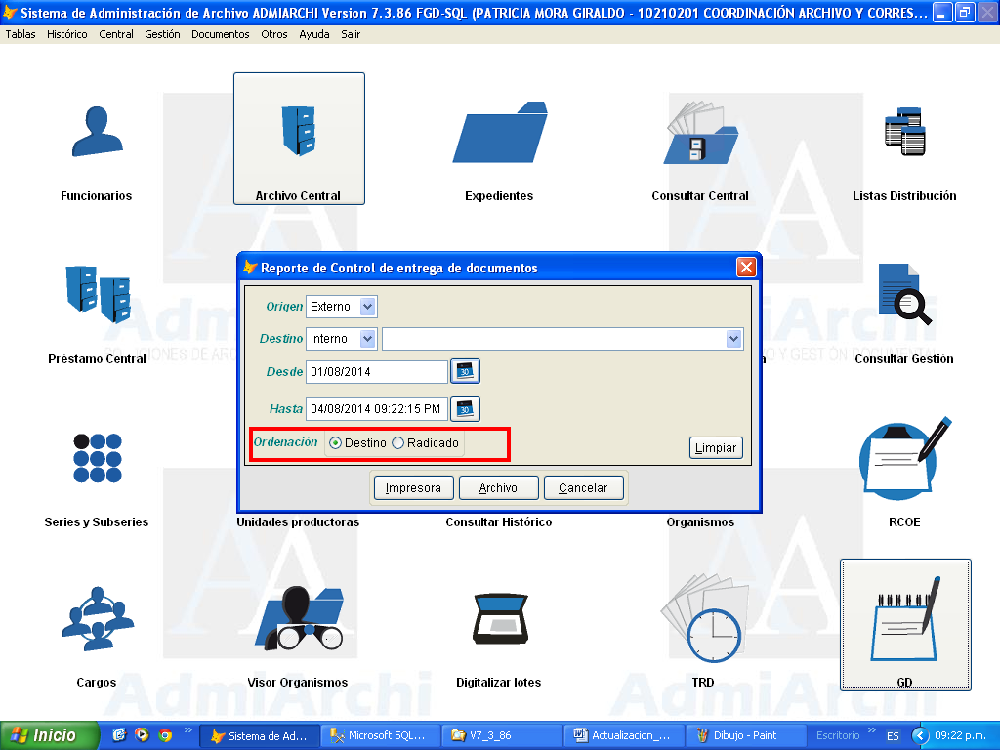 Sistema de Administración de Archivo ADMIARCHI Version 7.3.86 FGD-SQL (PATRICIA MORA GIRALDO - 10210201 COORDINACIÓN ARCHIVO Y CORRES...
Tablas Histórico Central Gestión Documentos Otros Ayuda Salir
Funcionarios Archivo Central Expedientes Consultar Central Listas Distribución
Reporte de Control de entrega de documentos
Origen Externo
Destino Interno
Desde 01/08/2014 30
Hasta 04/08/2014 09:22:15 PM 30
Ordenación Destino Radicado
Limpiar
Impresora Archivo Cancelar
Préstamo Central Consultar Gestión
Series y Subseries Unidades productoras Consultar Histórico Organismos RCOE
Cargos Visor Organismos Digitalizar lotes TRD GD
AdmiArchi AdmiArchi
Inicio » Sistema de Ad... Microsoft SQL... V7_3_86 Actualizacion_... Dibujo - Paint Escritorio » ES 09:22 p.m.